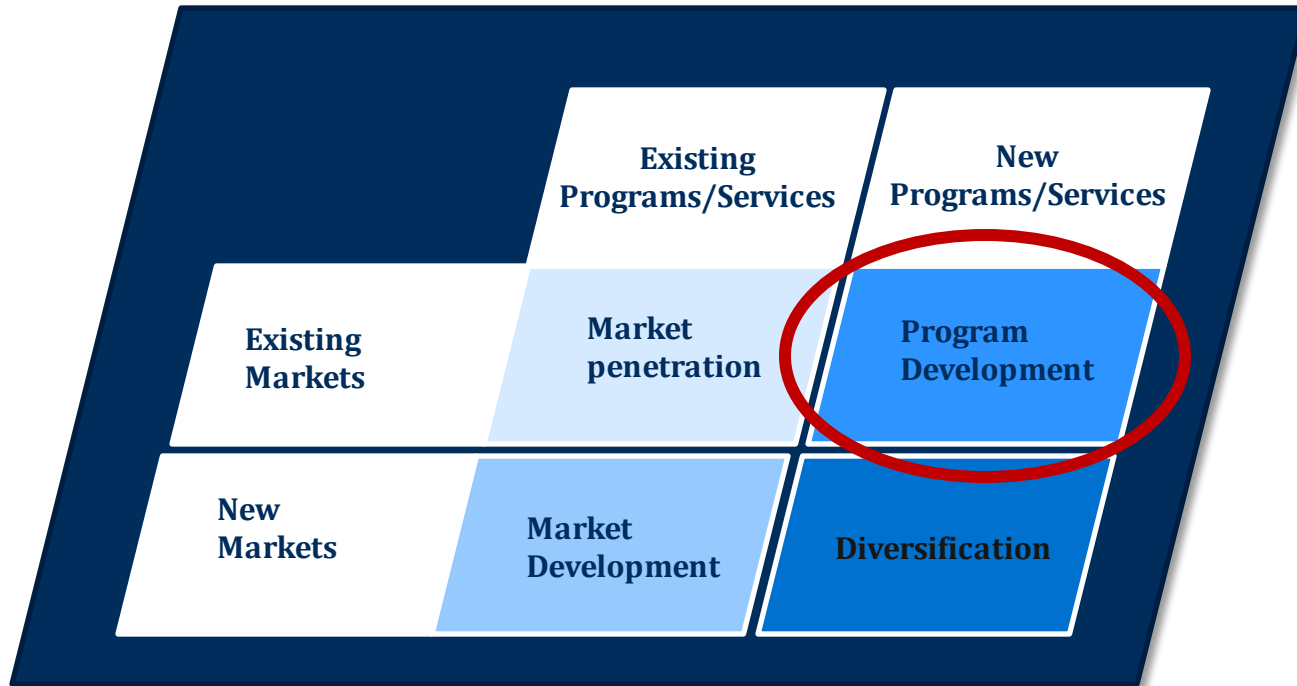 Existing
Programs/Services
New
Programs/Services
Existing
Markets
Market
penetration
Program
Development
New
Markets
Market
Development
Diversification